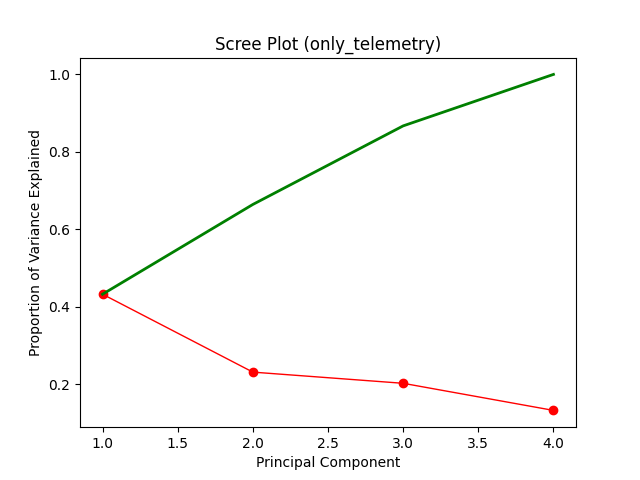 Scree Plot (only_telemetry)
1.0
0.8
0.6
0.4
0.2
Proportion of Variance Explained
1.0 1.5 2.0 2.5 3.0 3.5 4.0
Principal Component